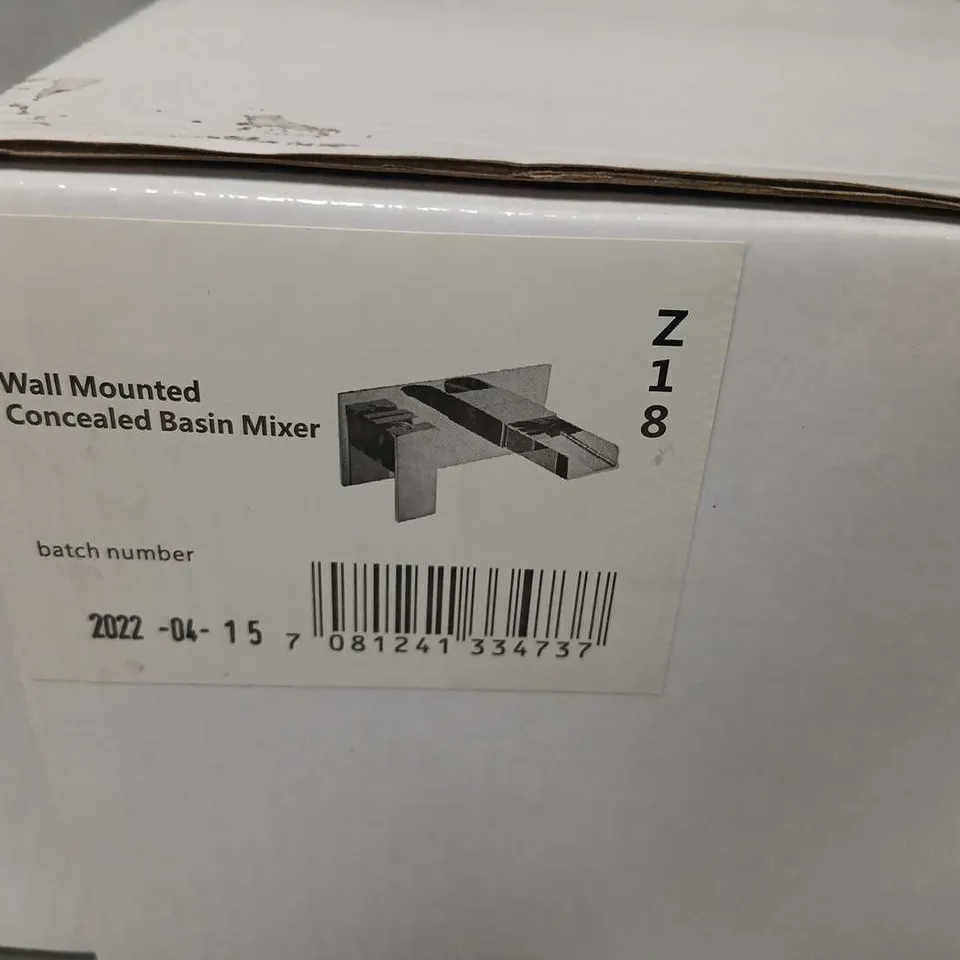 Wall Mounted
Concealed Basin Mixer
Z
1
8
batch number
2022 -04- 15
7 081241 334737